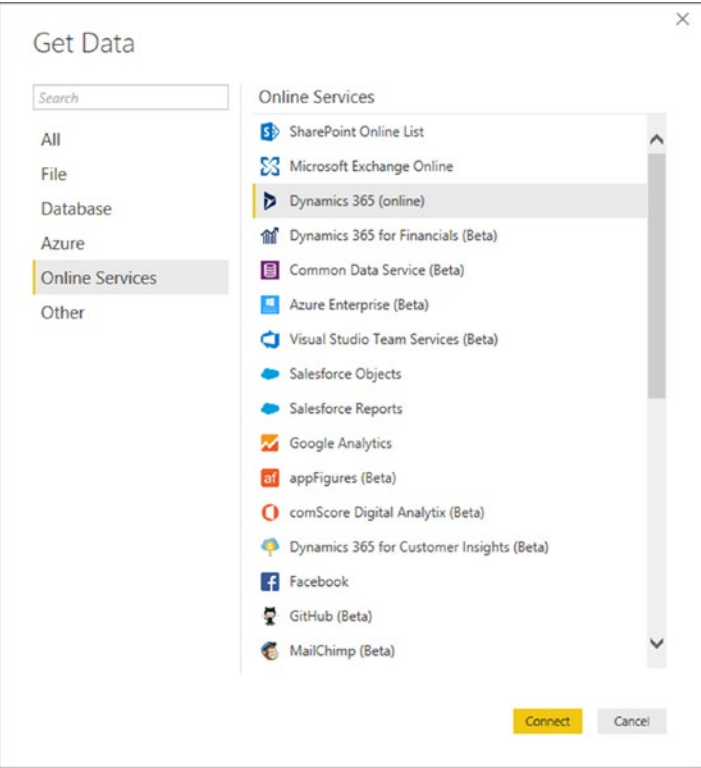 Get Data
Search
All
File
Database
Azure
Online Services
Other
Online Services
SharePoint Online List
Microsoft Exchange Online
Dynamics 365 (online)
Dynamics 365 for Financials (Beta)
Common Data Service (Beta)
Azure Enterprise (Beta)
Visual Studio Team Services (Beta)
Salesforce Objects
Salesforce Reports
Google Analytics
af appFigures (Beta)
comScore Digital Analytix (Beta)
Dynamics 365 for Customer Insights (Beta)
Facebook
GitHub (Beta)
MailChimp (Beta)
Connect Cancel